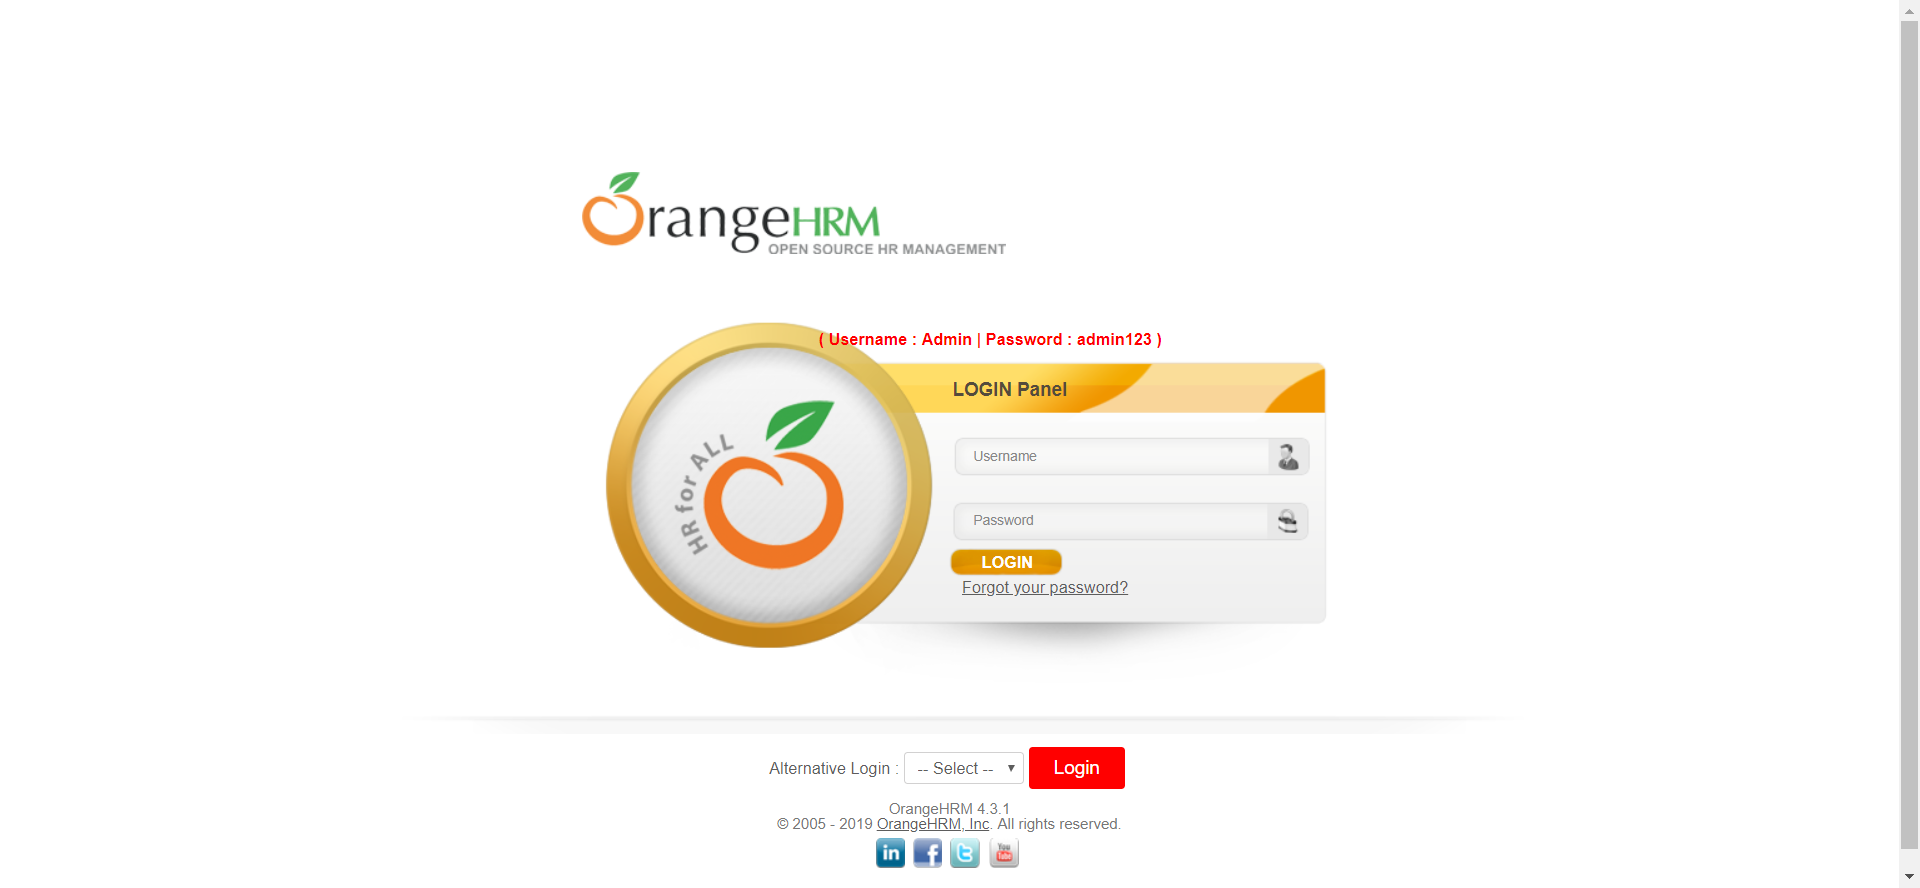 OrangeHRM
OPEN SOURCE HR MANAGEMENT
( Username : Admin | Password : admin123 )
LOGIN Panel
HR for ALL
Username
Password
LOGIN
Forgot your password?
Alternative Login : -- Select -- Login
OrangeHRM 4.3.1
© 2005 - 2019 OrangeHRM, Inc. All rights reserved.
in f t You Tube